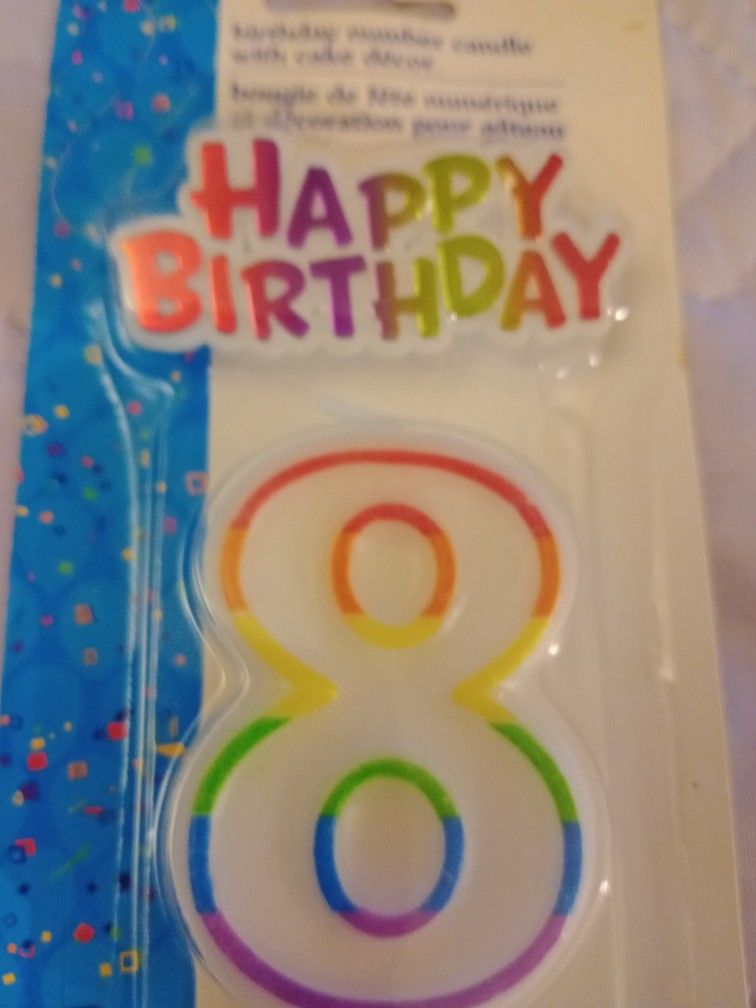 birthday number candle
with cake décor
bougie de fête numérique
et décoration pour gâteau
HAPPY
BIRTHDAY
8